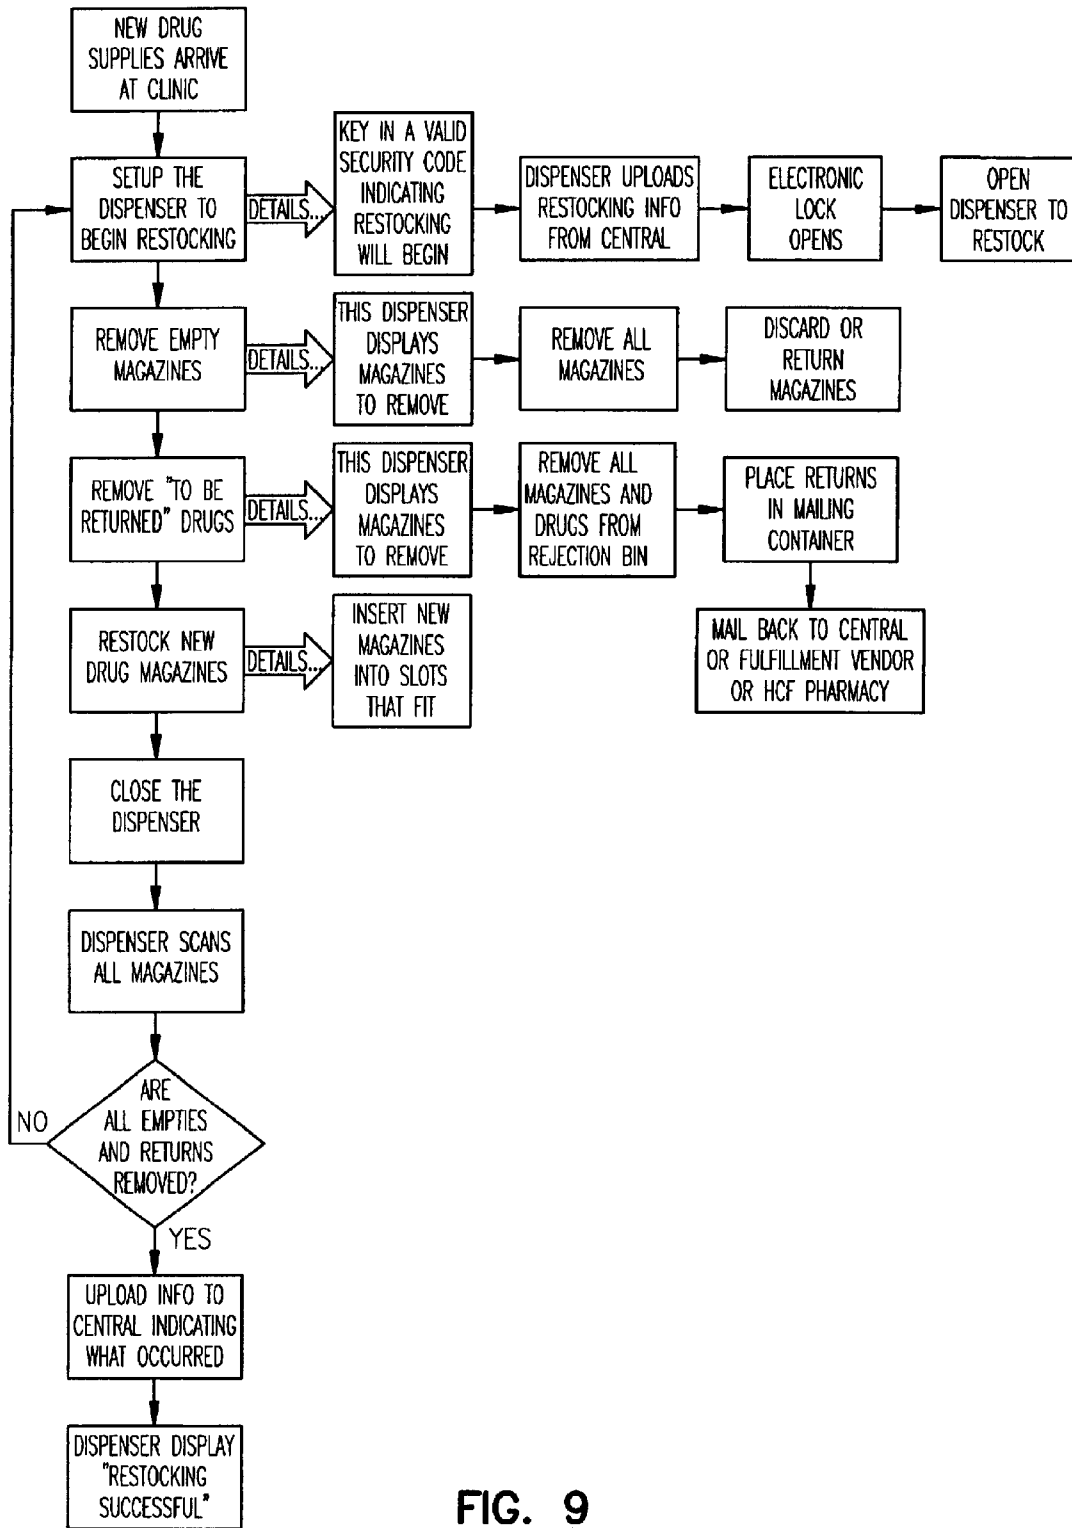 NEW DRUG
SUPPLIES ARRIVE
AT CLINIC
SETUP THE
DISPENSER TO
BEGIN RESTOCKING
DETAILS...
KEY IN A VALID
SECURITY CODE
INDICATING
RESTOCKING
WILL BEGIN
DISPENSER UPLOADS
RESTOCKING INFO
FROM CENTRAL
ELECTRONIC
LOCK
OPENS
OPEN
DISPENSER TO
RESTOCK
REMOVE EMPTY
MAGAZINES
DETAILS...
THIS DISPENSER
DISPLAYS
MAGAZINES
TO REMOVE
REMOVE ALL
MAGAZINES
DISCARD OR
RETURN
MAGAZINES
REMOVE "TO BE
RETURNED" DRUGS
DETAILS...
THIS DISPENSER
DISPLAYS
MAGAZINES
TO REMOVE
REMOVE ALL
MAGAZINES AND
DRUGS FROM
REJECTION BIN
PLACE RETURNS
IN MAILING
CONTAINER
MAIL BACK TO CENTRAL
OR FULFILLMENT VENDOR
OR HCF PHARMACY
RESTOCK NEW
DRUG MAGAZINES
DETAILS...
INSERT NEW
MAGAZINES
INTO SLOTS
THAT FIT
CLOSE THE
DISPENSER
DISPENSER SCANS
ALL MAGAZINES
ARE
ALL EMPTIES
AND RETURNS
REMOVED?
NO
YES
UPLOAD INFO TO
CENTRAL INDICATING
WHAT OCCURRED
DISPENSER DISPLAY
"RESTOCKING
SUCCESSFUL"
FIG. 9